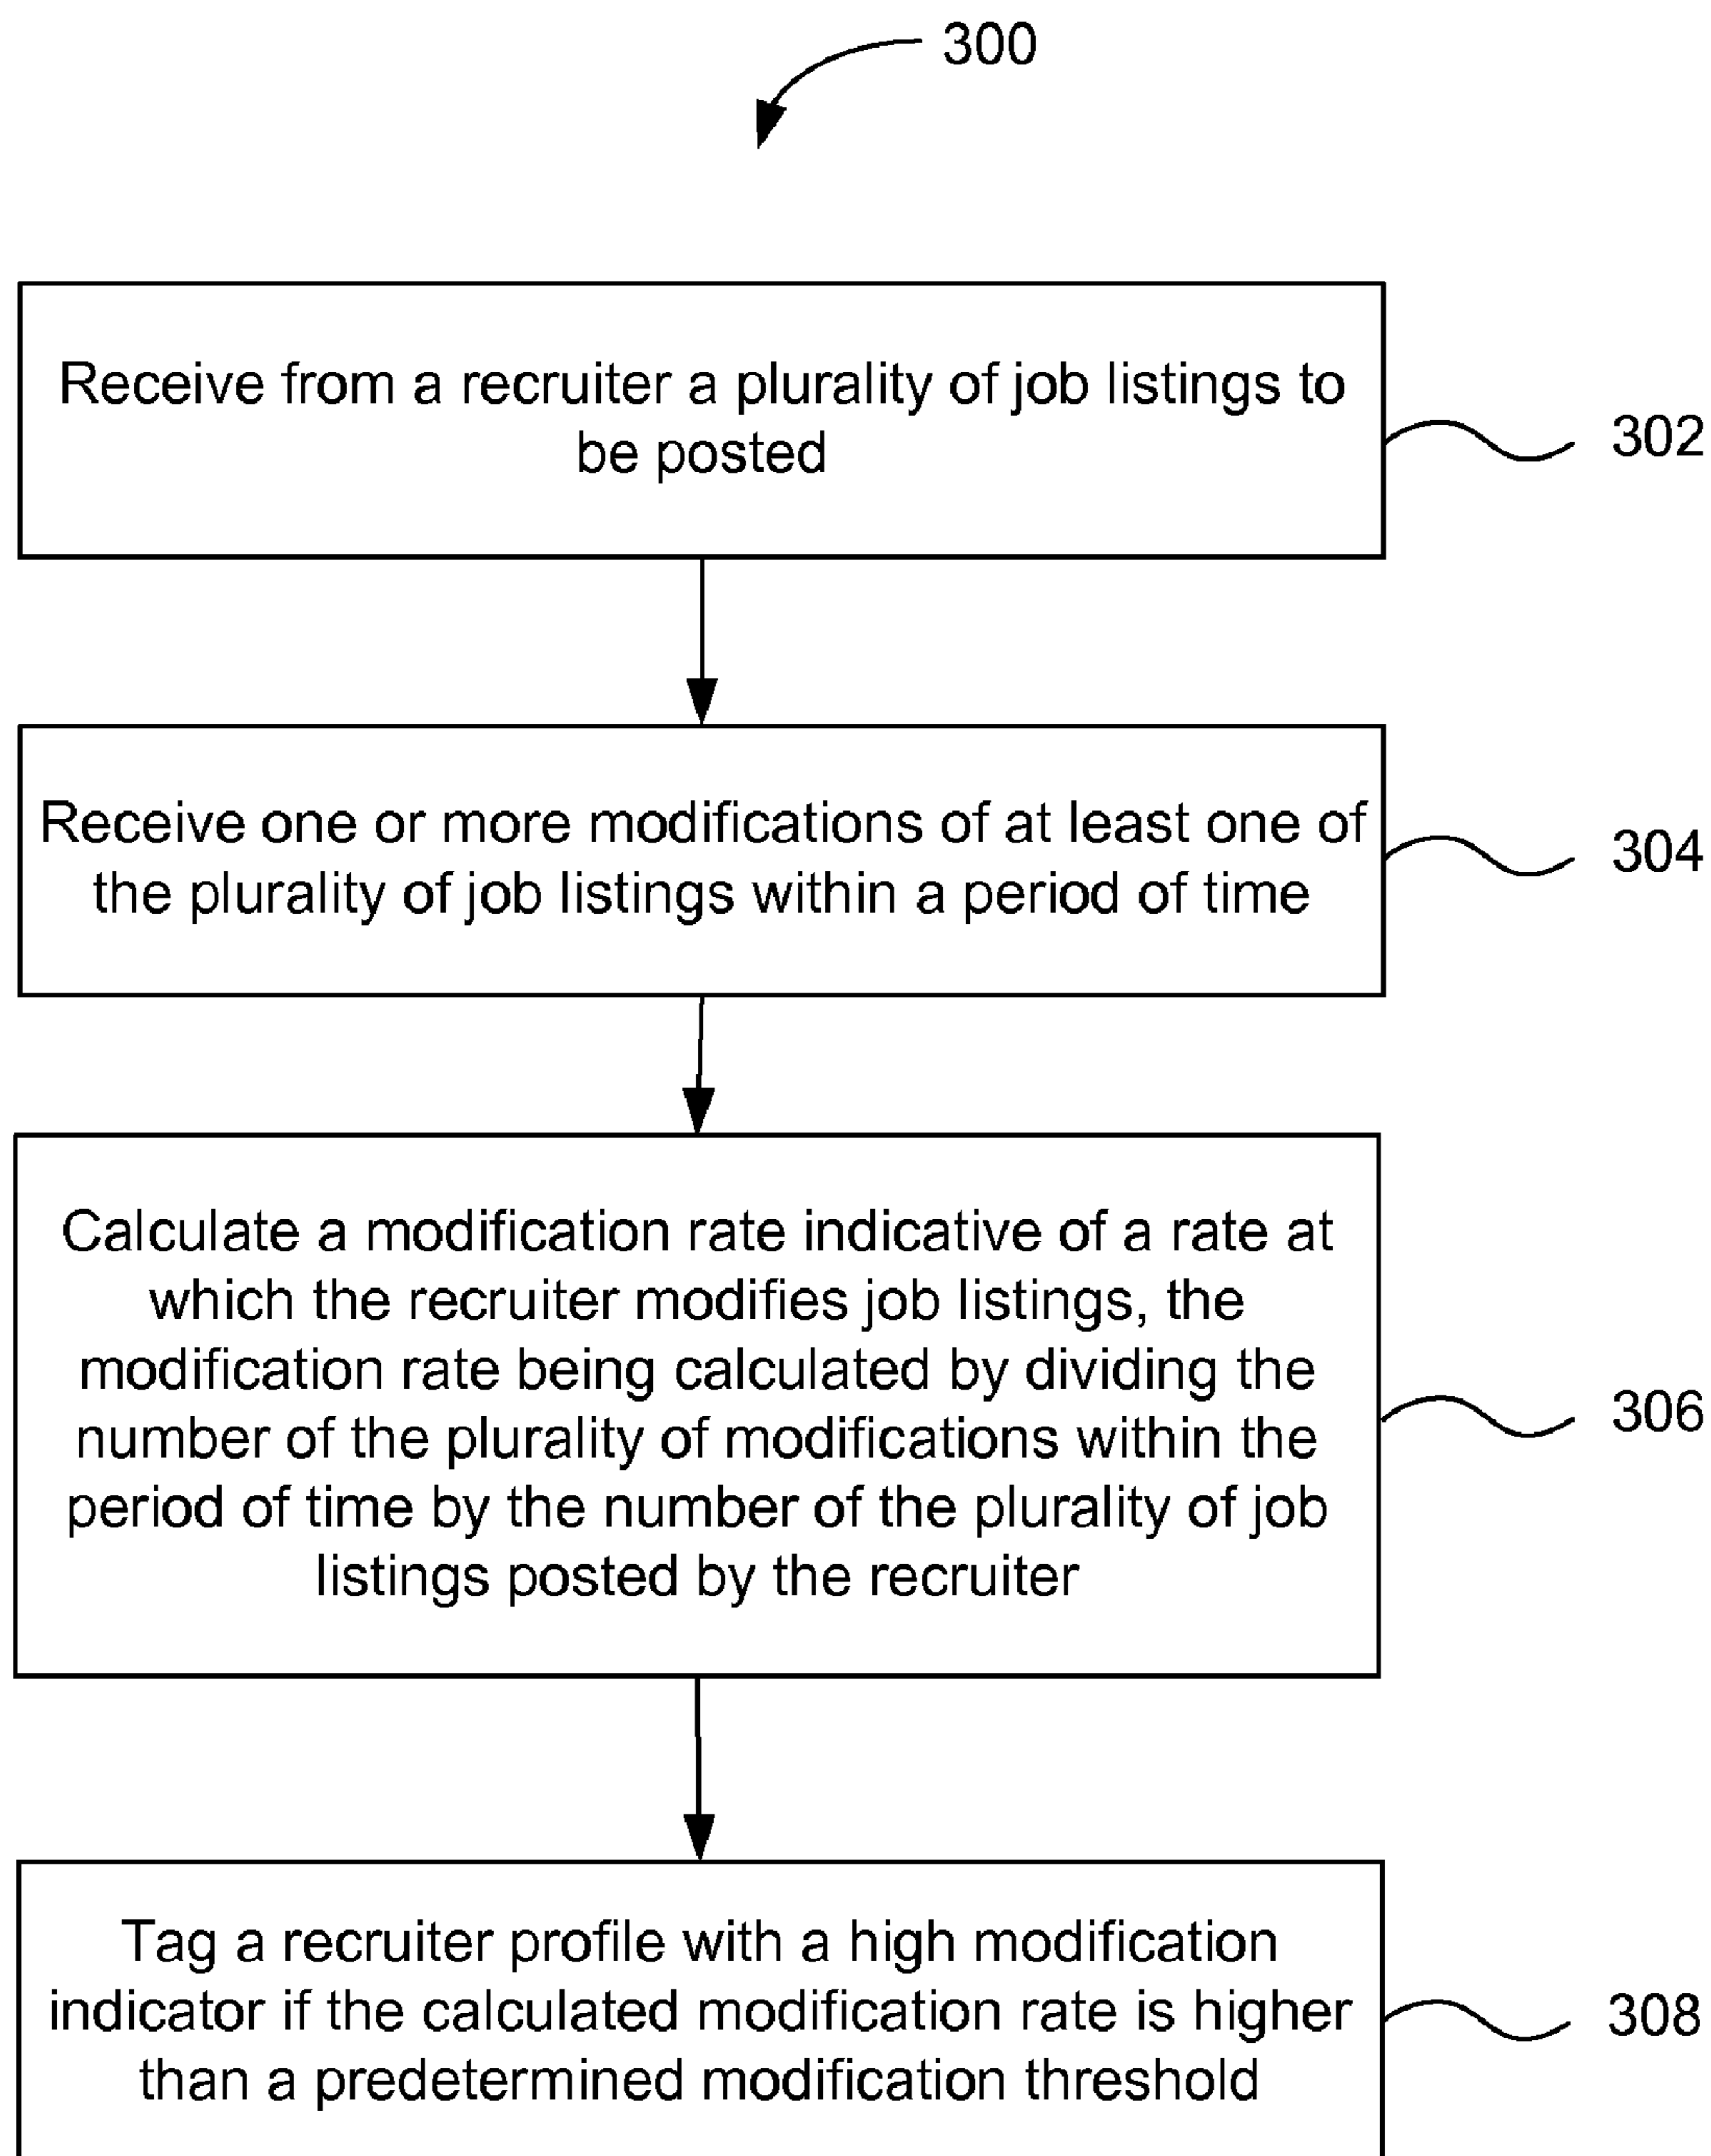 300
Receive from a recruiter a plurality of job listings to
be posted
302
Receive one or more modifications of at least one of
the plurality of job listings within a period of time
304
Calculate a modification rate indicative of a rate at
which the recruiter modifies job listings, the
modification rate being calculated by dividing the
number of the plurality of modifications within the
period of time by the number of the plurality of job
listings posted by the recruiter
306
Tag a recruiter profile with a high modification
indicator if the calculated modification rate is higher
than a predetermined modification threshold
308